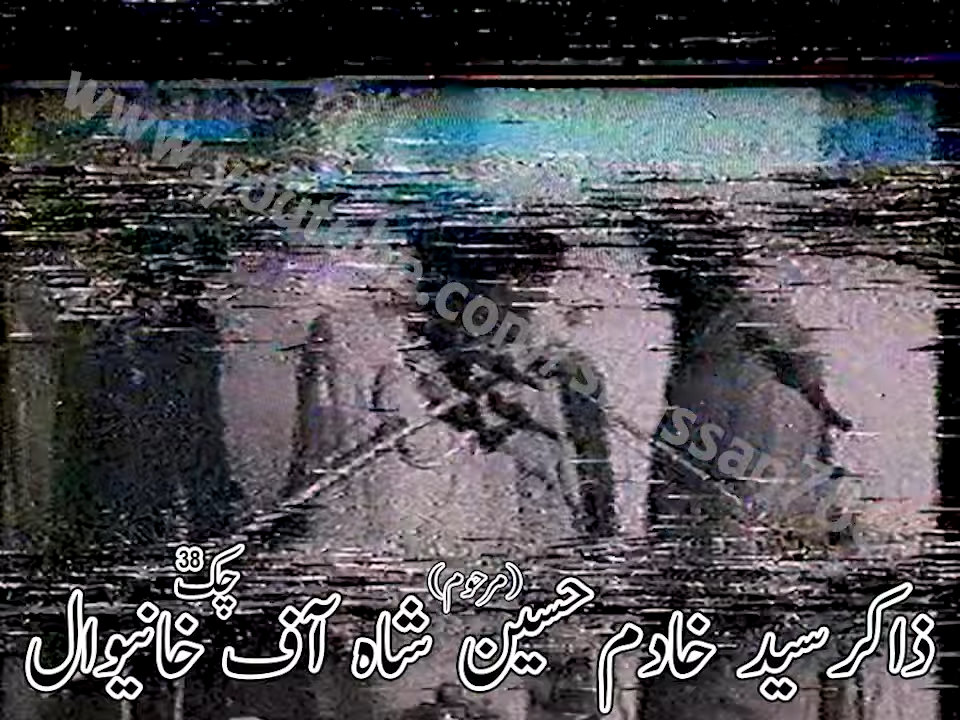 www.youtube.com/
ذاکر سید خادم حسین (مرحوم) شاہ آف چک 38 خانیوال